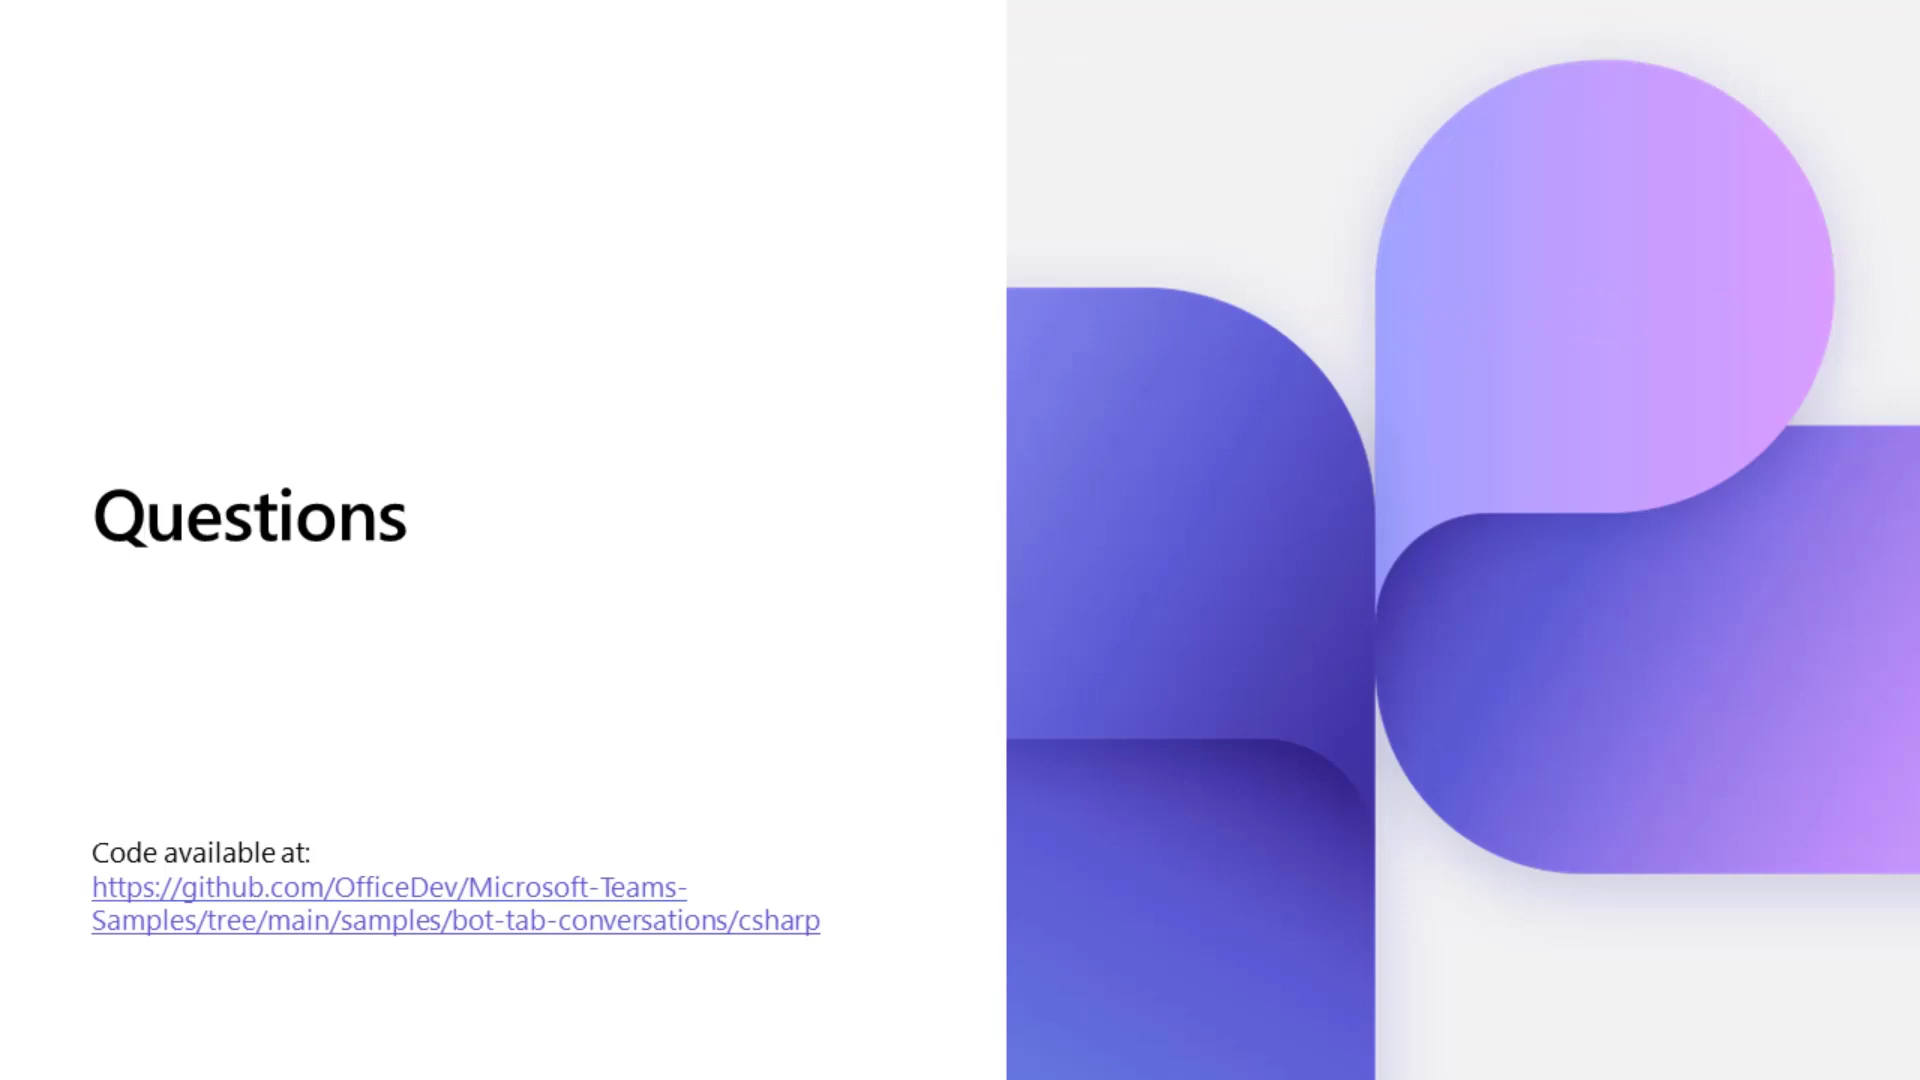 Questions
Code available at:
https://github.com/OfficeDev/Microsoft-Teams-
Samples/tree/main/samples/bot-tab-conversations/csharp